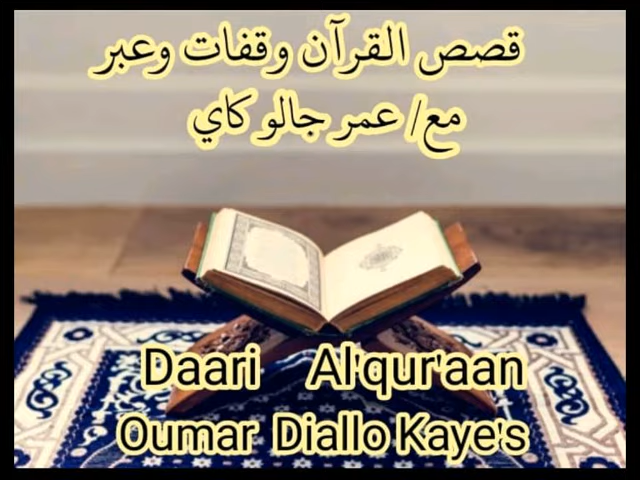 قصص القرآن وقفات وعبر
مع/ عمر جالو كاي
Daari Al'qur'aan
Oumar Diallo Kaye's